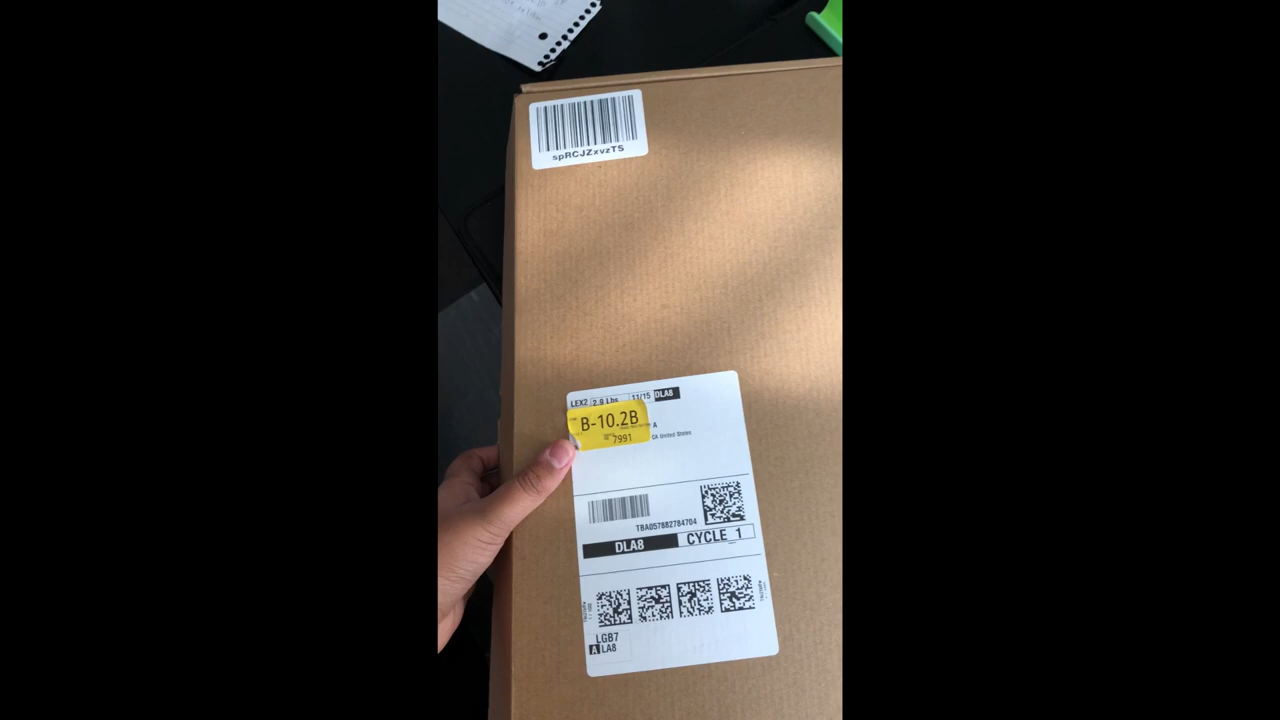 spRCJZxvzTS
LEX2 2.9 Lbs 11/15 DLA8
B-10.2B
7991
A
CA United States
TBA057882784704
DLA8 CYCLE 1
LGB7
A LA8